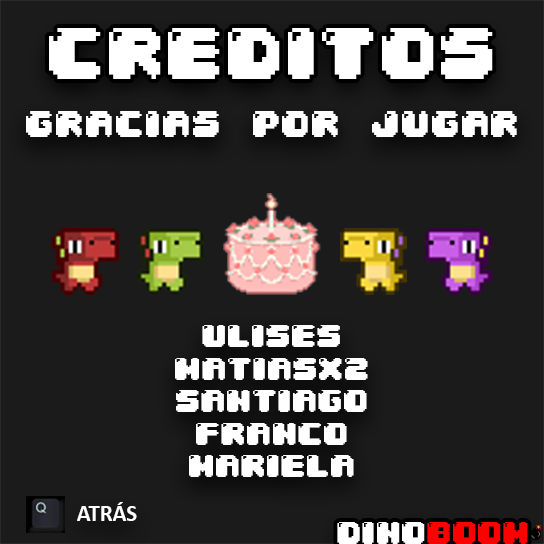 CREDITOS
GRACIAS POR JUGAR
ULISES
MATIASX2
SANTIAGO
FRANCO
MARIELA
Q ATRÁS
DINOBOOM